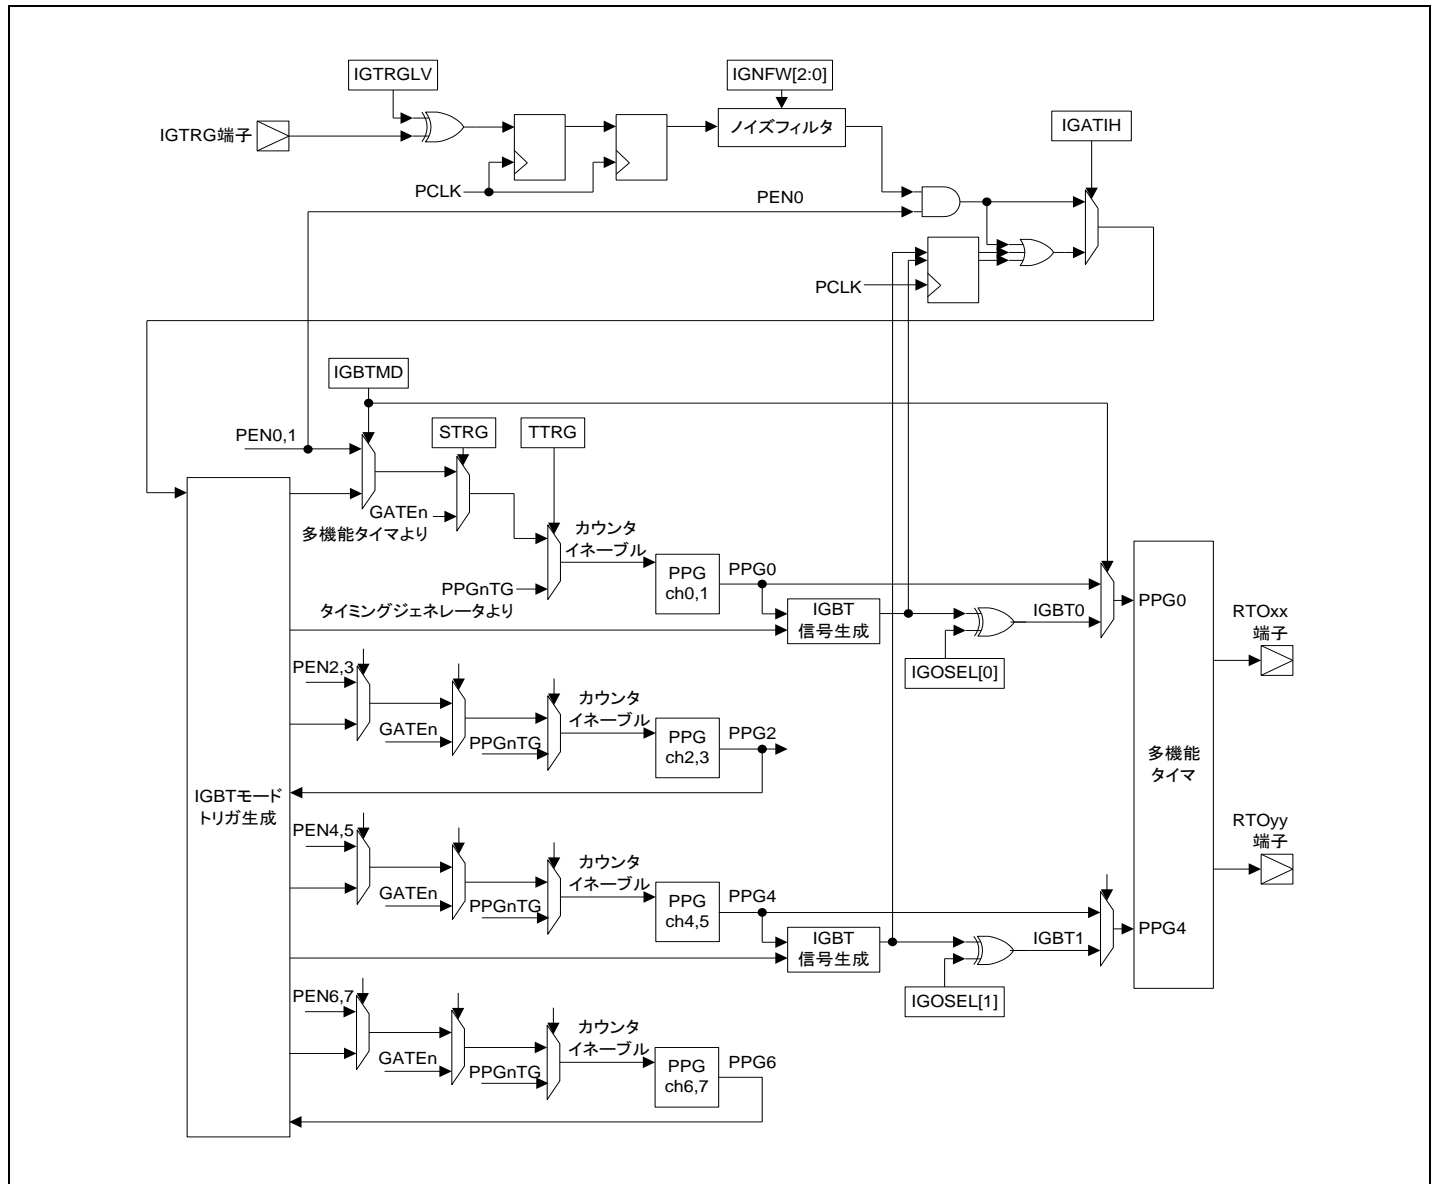 IGTRGLV
IGNFW[2:0]
IGTRG端子
ノイズフィルタ
IGATIH
PCLK
PEN0
PCLK
IGBTMD
PEN0,1
STRG
TTRG
GATEn
多機能タイマより
カウンタ
イネーブル
PPGnTG
タイミングジェネレータより
PPG
ch0,1
PPG0
IGBT
信号生成
IGBT0
IGOSEL[0]
PPG0
RTOxx
端子
PEN2,3
GATEn
PPGnTG
カウンタ
イネーブル
PPG
ch2,3
PPG2
多機能
タイマ
IGBTモード
トリガ生成
PEN4,5
GATEn
PPGnTG
カウンタ
イネーブル
PPG
ch4,5
PPG4
IGBT
信号生成
IGBT1
IGOSEL[1]
PPG4
RTOyy
端子
PEN6,7
GATEn
PPGnTG
カウンタ
イネーブル
PPG
ch6,7
PPG6